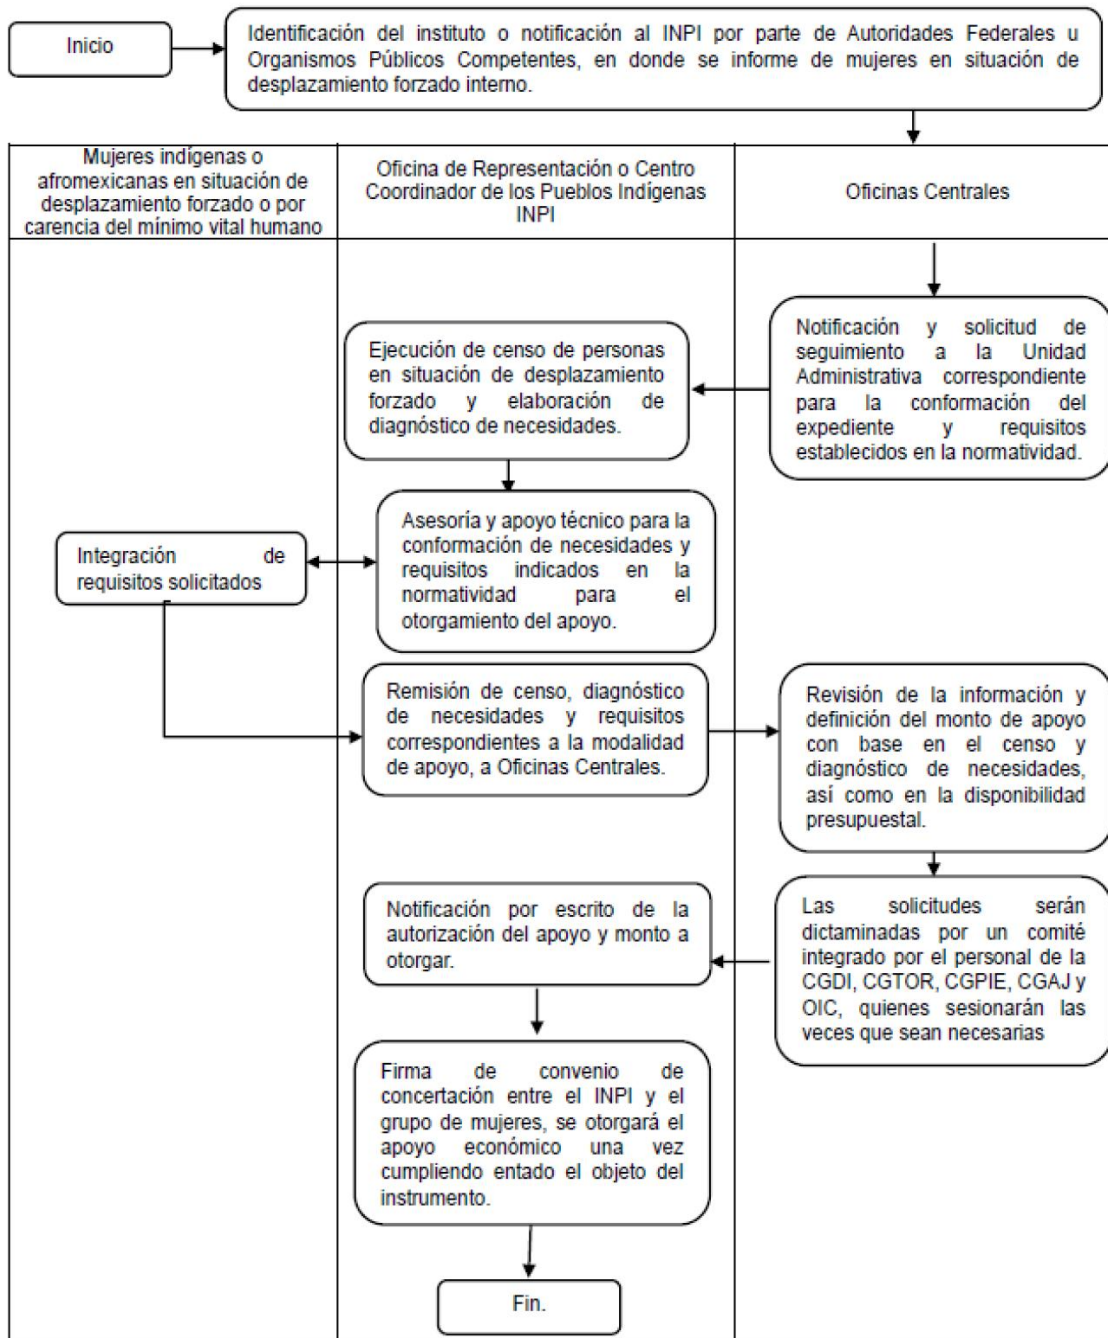 Inicio
Identificación del instituto o notificación al INPI por parte de Autoridades Federales u
Organismos Públicos Competentes, en donde se informe de mujeres en situación de
desplazamiento forzado interno.
Mujeres indígenas o
afromexicanas en situación de
desplazamiento forzado o por
carencia del mínimo vital humano
Oficina de Representación o Centro
Coordinador de los Pueblos Indígenas
INPI
Oficinas Centrales
Notificación y solicitud de
seguimiento a la Unidad
Administrativa correspondiente
para la conformación del
expediente y requisitos
establecidos en la normatividad.
Ejecución de censo de personas
en situación de desplazamiento
forzado y elaboración de
diagnóstico de necesidades.
Asesoría y apoyo técnico para la
conformación de necesidades y
requisitos indicados en la
normatividad para el
otorgamiento del apoyo.
Integración de
requisitos solicitados
Remisión de censo, diagnóstico
de necesidades y requisitos
correspondientes a la modalidad
de apoyo, a Oficinas Centrales.
Revisión de la información y
definición del monto de apoyo
con base en el censo y
diagnóstico de necesidades,
así como en la disponibilidad
presupuestal.
Las solicitudes serán
dictaminadas por un comité
integrado por el personal de la
CGDI, CGTOR, CGPIE, CGAJ y
OIC, quienes sesionarán las
veces que sean necesarias
Notificación por escrito de la
autorización del apoyo y monto a
otorgar.
Firma de convenio de
concertación entre el INPI y el
grupo de mujeres, se otorgará el
apoyo económico una vez
cumpliendo entado el objeto del
instrumento.
Fin.